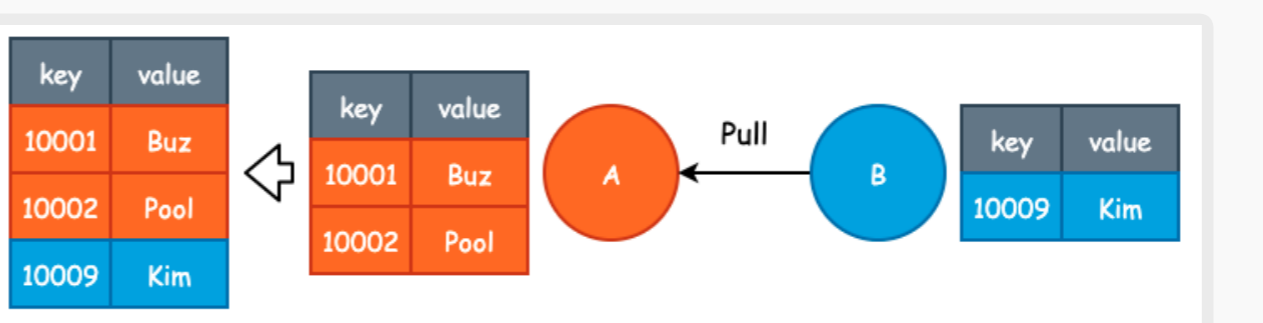 key value
10001 Buz
10002 Pool
10009 Kim
key value
10001 Buz
10002 Pool
A
Pull
B
key value
10009 Kim